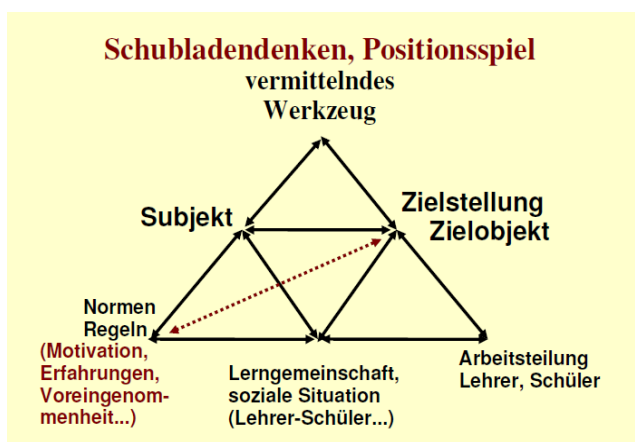 Schubladendenken, Positionsspiel
vermittelndes
Werkzeug
Subjekt
Zielstellung
Zielobjekt
Normen
Regeln
(Motivation,
Erfahrungen,
Voreingenom-
menheit...)
Lerngemeinschaft,
soziale Situation
(Lehrer-Schüler...)
Arbeitsteilung
Lehrer, Schüler